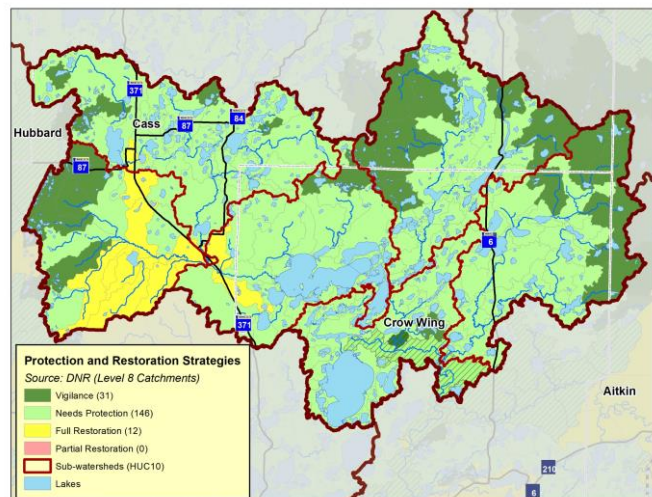 371
84
Cass
87
Hubbard
87
6
Crow Wing
371
Protection and Restoration Strategies
Source: DNR (Level 8 Catchments)
Vigilance (31)
Needs Protection (146)
Full Restoration (12)
Partial Restoration (0)
Sub-watersheds (HUC10)
Lakes
Aitkin
210
6